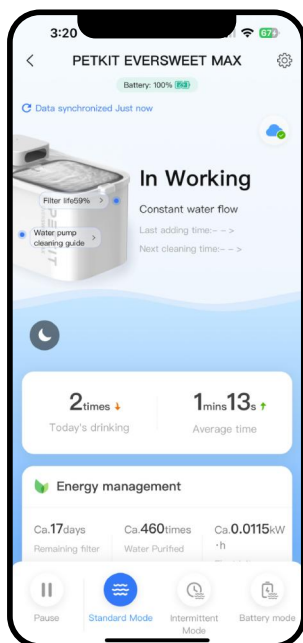 3:20
67
PETKIT EVERSWEET MAX
Battery: 100%
Data synchronized Just now
In Working
Filter life59% >
Constant water flow
Last adding time:- - >
Water pump
cleaning guide >
Next cleaning time:- - >
2times ↓
1mins13s ↑
Today's drinking
Average time
Energy management
Ca.17days
Ca.460times
Ca.0.0115kW
·h
Remaining filter
Water Purified
Pause
Standard Mode
Intermittent
Mode
Battery mode